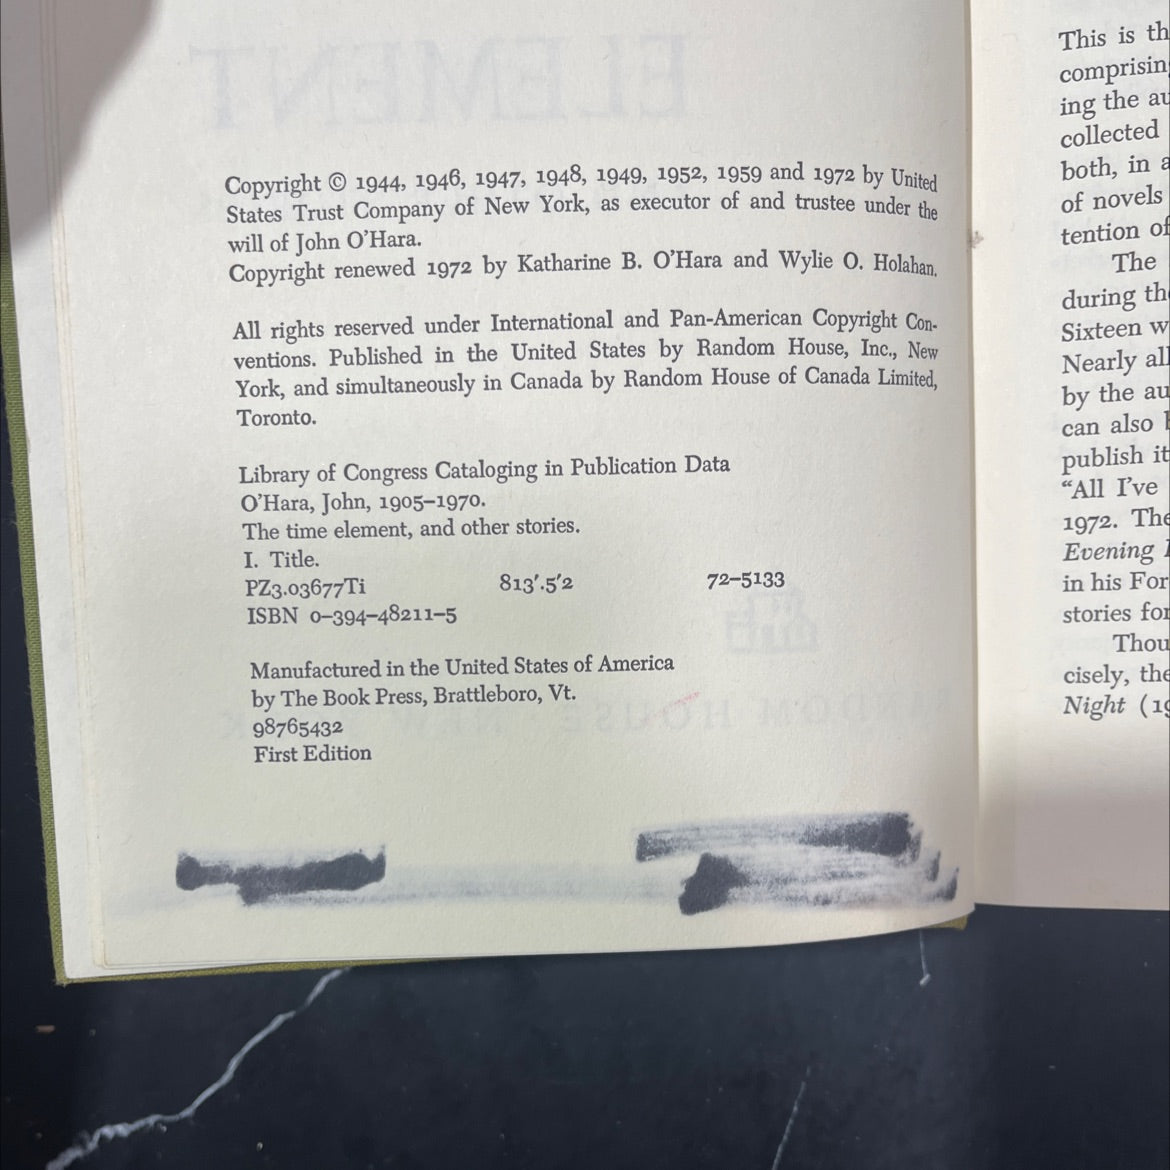 Copyright © 1944, 1946, 1947, 1948, 1949, 1952, 1959 and 1972 by United
States Trust Company of New York, as executor of and trustee under the
will of John O'Hara.
Copyright renewed 1972 by Katharine B. O'Hara and Wylie O. Holahan.
All rights reserved under International and Pan-American Copyright Con-
ventions. Published in the United States by Random House, Inc., New
York, and simultaneously in Canada by Random House of Canada Limited,
Toronto.
Library of Congress Cataloging in Publication Data
O'Hara, John, 1905–1970.
The time element, and other stories.
I. Title.
PZ3.03677Ti 813'.5'2 72–5133
ISBN 0–394–48211–5
Manufactured in the United States of America
by The Book Press, Brattleboro, Vt.
98765432
First Edition
This is th
comprisin
ing the au
collected
both, in a
of novels
tention of
The
during th
Sixteen w
Nearly all
by the au
can also
publish it
"All I've
1972. The
Evening
in his For
stories for
Thou
cisely, the
Night (19